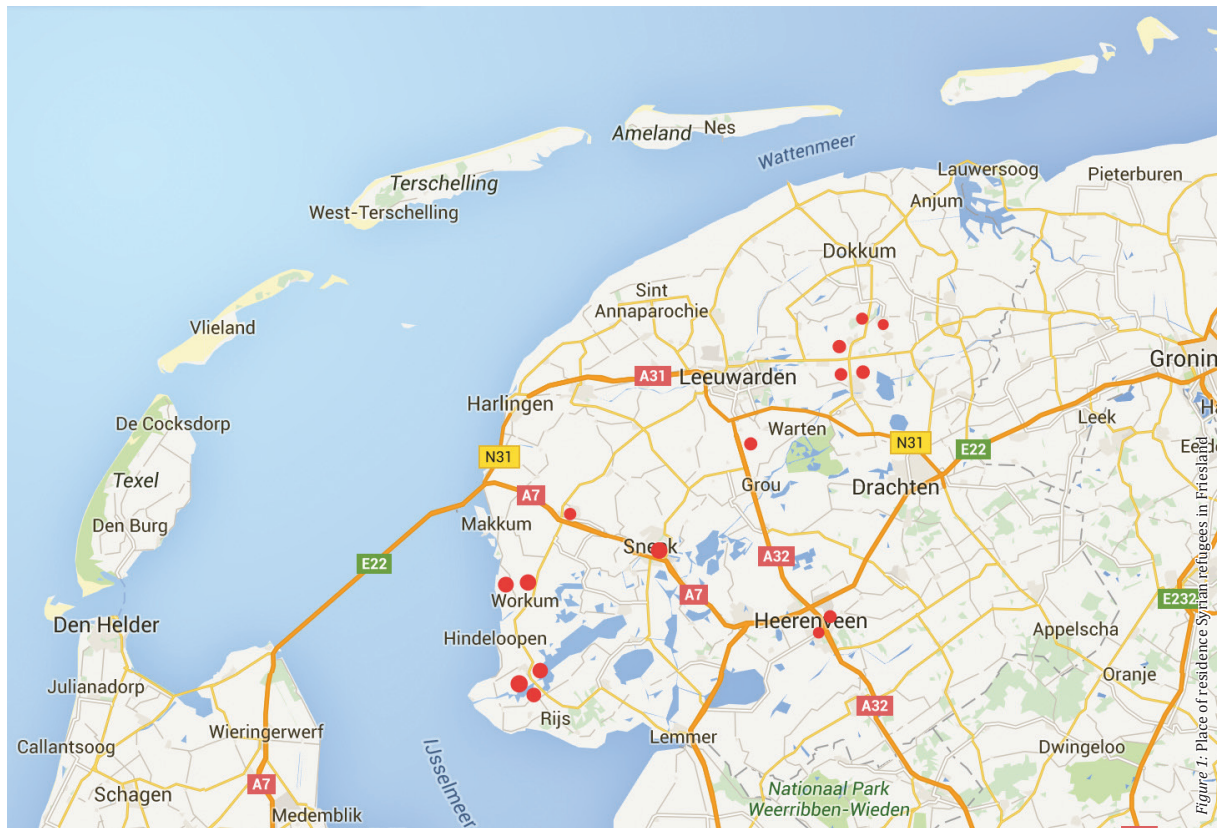 Ameland
Nes
Wattenmeer
Lauwersoog
Pieterburen
Anjum
Terschelling
West-Terschelling
Dokkum
Sint
Annaparochie
Vlieland
Gronin
A31
Leeuwarden
Harlingen
De Cocksdorp
Leek
Warten
N31
N31
E22
Texel
Grou
Drachten
A7
Den Burg
Makkum
Sneek
A32
E22
A7
Workum
E232
Den Helder
Heerenveen
Hindeloopen
Appelscha
Julianadorp
Oranje
Rijs
A32
Wieringerwerf
Lemmer
Callantsoog
Dwingeloo
IJsselmeer
A7
Schagen
Nationaal Park
Weerribben-Wieden
Medemblik
Figure 1: Place of residence Syrian refugees in Friesland